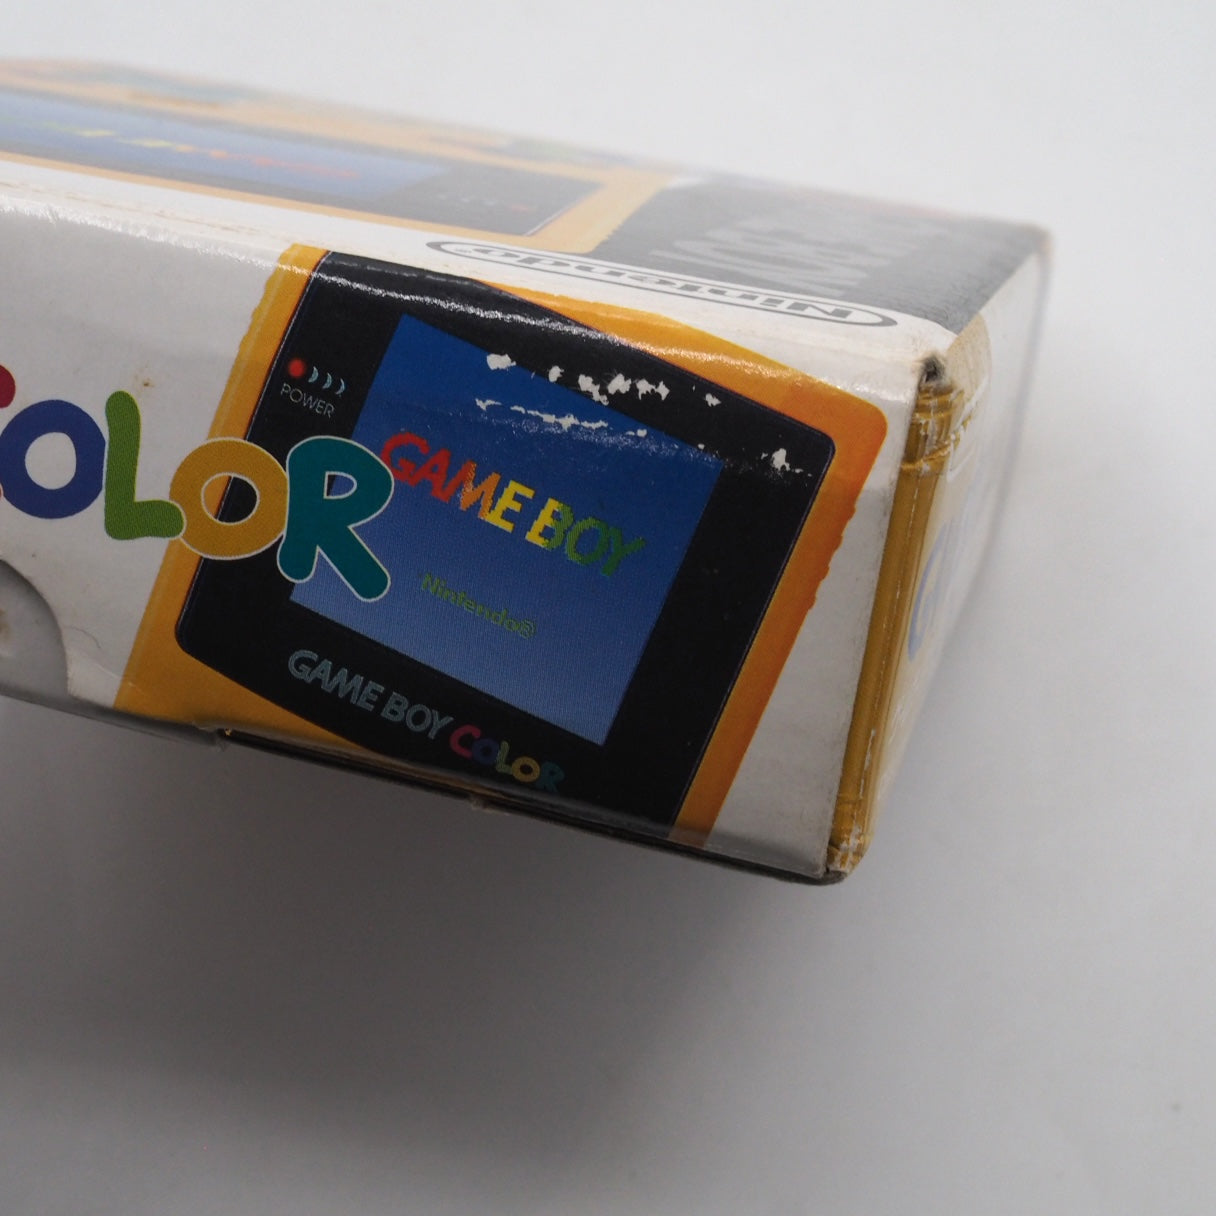 Nintendo®
POWER
COLOR
GAME BOY
Nintendo®
GAME BOY COLOR